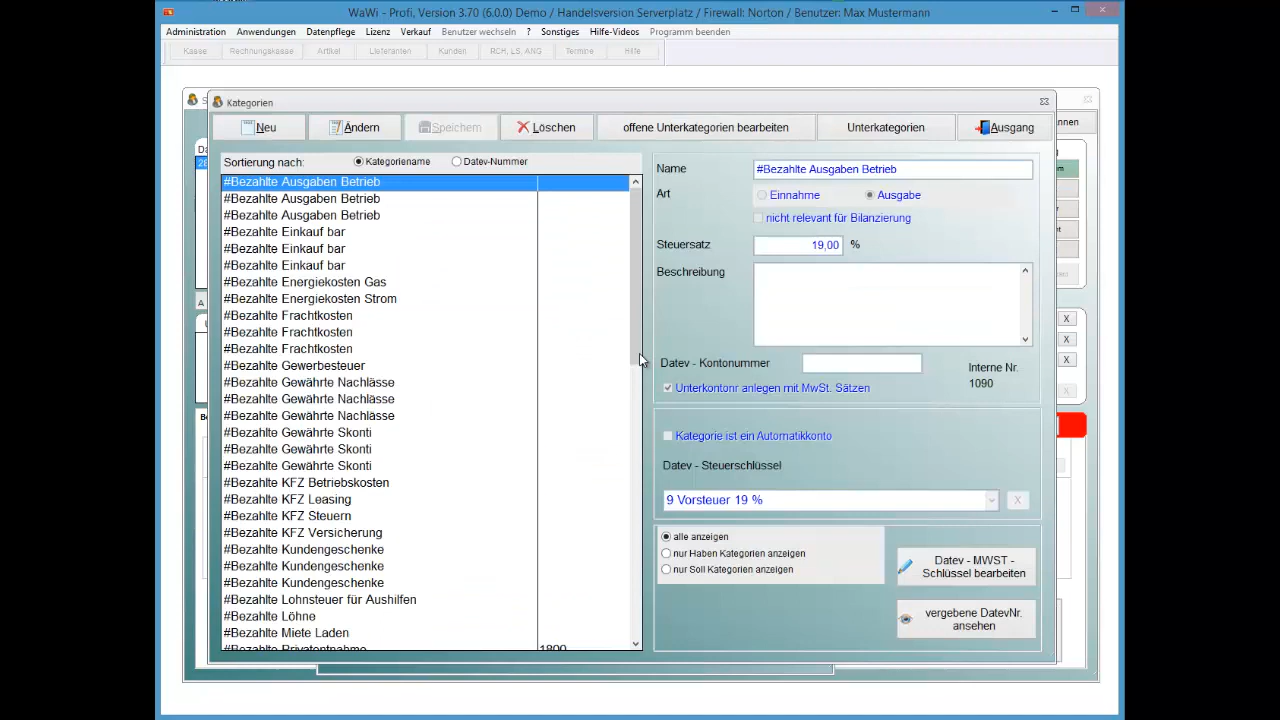 WaWi - Profi, Version 3.70 (6.0.0) Demo / Handelsversion Serverplatz / Firewall: Norton / Benutzer: Max Mustermann
Administration Anwendungen Datenpflege Lizenz Verkauf Benutzer wechseln ? Sonstiges Hilfe-Videos Programm beenden
Kasse Rechnungskasse Artikel Lieferanten Kunden RCH, LS, ANG Termine Hilfe
Kategorien
Neu Ändern Speichern Löschen offene Unterkategorien bearbeiten Unterkategorien Ausgang
Sortierung nach: Kategoriename Datev-Nummer
#Bezahlte Ausgaben Betrieb
#Bezahlte Ausgaben Betrieb
#Bezahlte Ausgaben Betrieb
#Bezahlte Einkauf bar
#Bezahlte Einkauf bar
#Bezahlte Einkauf bar
#Bezahlte Energiekosten Gas
#Bezahlte Energiekosten Strom
#Bezahlte Frachtkosten
#Bezahlte Frachtkosten
#Bezahlte Frachtkosten
#Bezahlte Gewerbesteuer
#Bezahlte Gewährte Nachlässe
#Bezahlte Gewährte Nachlässe
#Bezahlte Gewährte Nachlässe
#Bezahlte Gewährte Skonti
#Bezahlte Gewährte Skonti
#Bezahlte Gewährte Skonti
#Bezahlte KFZ Betriebskosten
#Bezahlte KFZ Leasing
#Bezahlte KFZ Steuern
#Bezahlte KFZ Versicherung
#Bezahlte Kundengeschenke
#Bezahlte Kundengeschenke
#Bezahlte Kundengeschenke
#Bezahlte Lohnsteuer für Aushilfen
#Bezahlte Löhne
#Bezahlte Miete Laden
#Bezahlte Privatentnahme 1800
Name #Bezahlte Ausgaben Betrieb
Art Einnahme Ausgabe
nicht relevant für Bilanzierung
Steuersatz 19,00 %
Beschreibung
Datev - Kontonummer
Interne Nr.
1090
Unterkontonr anlegen mit MwSt. Sätzen
Kategorie ist ein Automatikkonto
Datev - Steuerschlüssel
9 Vorsteuer 19 % X
alle anzeigen
nur Haben Kategorien anzeigen
nur Soll Kategorien anzeigen
Datev - MWST -
Schlüssel bearbeiten
vergebene DatevNr.
ansehen
X
X
X